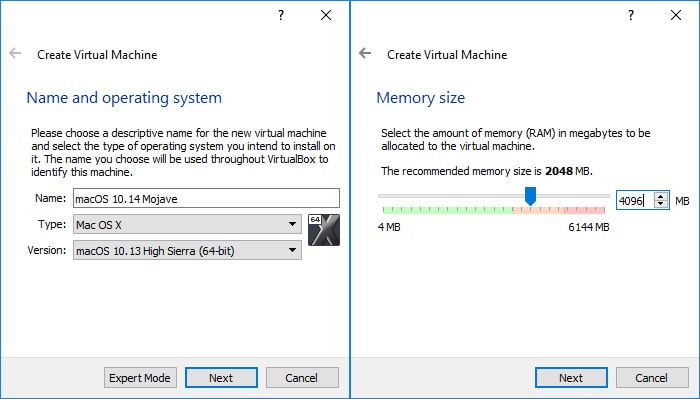 ?
Create Virtual Machine
Name and operating system
Please choose a descriptive name for the new virtual machine
and select the type of operating system you intend to install on
it. The name you choose will be used throughout VirtualBox to
identify this machine.
Name: macOS 10.14 Mojave
Type: Mac OS X
64
Version: macOS 10.13 High Sierra (64-bit)
Expert Mode Next Cancel
?
Create Virtual Machine
Memory size
Select the amount of memory (RAM) in megabytes to be
allocated to the virtual machine.
The recommended memory size is 2048 MB.
4096 MB
4 MB 6144 MB
Next Cancel